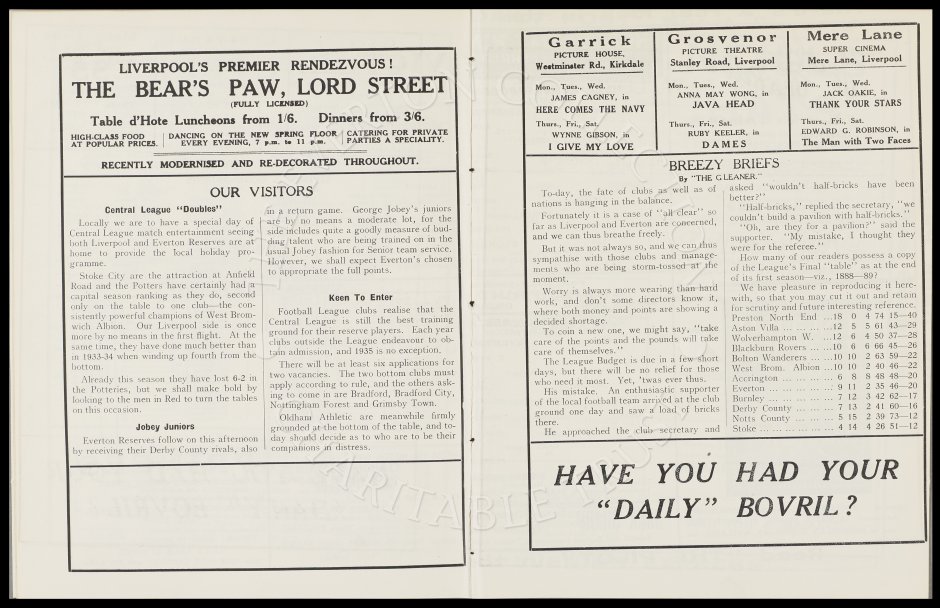 LIVERPOOL'S PREMIER RENDEZVOUS!
THE BEAR'S PAW, LORD STREET
(FULLY LICENSED)
Table d'Hote Luncheons from 1/6. Dinners from 3/6.
HIGH-CLASS FOOD
AT POPULAR PRICES.
DANCING ON THE NEW SPRING FLOOR
EVERY EVENING, 7 p.m. to 11 p.m.
CATERING FOR PRIVATE
PARTIES A SPECIALITY.
RECENTLY MODERNISED AND RE-DECORATED THROUGHOUT.
OUR VISITORS
Central League "Doubles"
Locally we are to have a special day of
Central League match entertainment seeing
both Liverpool and Everton Reserves are at
home to provide the local holiday pro-
gramme.
Stoke City are the attraction at Anfield
Road and the Potters have certainly had a
capital season ranking as they do, second
only on the table to one club—the con-
sistently powerful champions of West Brom-
wich Albion. Our Liverpool side is once
more by no means in the first flight. At the
same time, they have done much better than
in 1933-34 when winding up fourth from the
bottom.
Already this season they have lost 6-2 in
the Potteries, but we shall make bold by
looking to the men in Red to turn the tables
on this occasion.
Jobey Juniors
Everton Reserves follow on this afternoon
by receiving their Derby County rivals, also
in a return game. George Jobey's juniors
are by no means a moderate lot, for the
side includes quite a goodly measure of bud-
ding talent who are being trained on in the
usual Jobey fashion for Senior team service.
However, we shall expect Everton's chosen
to appropriate the full points.
Keen To Enter
Football League clubs realise that the
Central League is still the best training
ground for their reserve players. Each year
clubs outside the League endeavour to ob-
tain admission, and 1935 is no exception.
There will be at least six applications for
two vacancies. The two bottom clubs must
apply according to rule, and the others ask-
ing to come in are Bradford, Bradford City,
Nottingham Forest and Grimsby Town.
Oldham Athletic are meanwhile firmly
grounded at the bottom of the table, and to-
day should decide as to who are to be their
companions in distress.
Garrick
PICTURE HOUSE,
Westminster Rd., Kirkdale
Mon., Tues., Wed.
JAMES CAGNEY, in
HERE COMES THE NAVY
Thurs., Fri., Sat.
WYNNE GIBSON, in
I GIVE MY LOVE
Grosvenor
PICTURE THEATRE
Stanley Road, Liverpool
Mon., Tues., Wed.
ANNA MAY WONG, in
JAVA HEAD
Thurs., Fri., Sat.
RUBY KEELER, in
DAMES
Mere Lane
SUPER CINEMA
Mere Lane, Liverpool
Mon., Tues., Wed.
JACK OAKIE, in
THANK YOUR STARS
Thurs., Fri., Sat.
EDWARD G. ROBINSON, in
The Man with Two Faces
BREEZY BRIEFS
By "THE GLEANER."
To-day, the fate of clubs as well as of
nations is hanging in the balance.
Fortunately it is a case of "all clear" so
far as Liverpool and Everton are concerned,
and we can thus breathe freely.
But it was not always so, and we can thus
sympathise with those clubs and manage-
ments who are being storm-tossed at the
moment.
Worry is always more wearing than hard
work, and don't some directors know it,
where both money and points are showing a
decided shortage.
To coin a new one, we might say, "take
care of the points and the pounds will take
care of themselves."
The League Budget is due in a few short
days, but there will be no relief for those
who need it most. Yet, 'twas ever thus.
His mistake. An enthusiastic supporter
of the local football team arrived at the club
ground one day and saw a load of bricks
there.
He approached the club secretary and
asked "wouldn't half-bricks have been
better?"
"Half-bricks," replied the secretary, "we
couldn't build a pavilion with half-bricks."
"Oh, are they for a pavilion?" said the
supporter. "My mistake, I thought they
were for the referee."
How many of our readers possess a copy
of the League's Final "table" as at the end
of its first season—viz., 1888—89?
We have pleasure in reproducing it here-
with, so that you may cut it out and retain
for scrutiny and future interesting reference.
Preston North End ...18 0 4 74 15—40
Aston Villa ... ... ...12 5 5 61 43—29
Wolverhampton W. ...12 6 4 50 37—28
Blackburn Rovers ... ...10 6 6 66 45—26
Bolton Wanderers ... ...10 10 2 63 59—22
West Brom. Albion ...10 10 2 40 46—22
Accrington ... ... ... 6 8 8 48 48—20
Everton ... ... ... ... 9 11 2 35 46—20
Burnley ... ... ... ... 7 12 3 42 62—17
Derby County ... ... ... 7 13 2 41 60—16
Notts County ... ... ... 5 15 2 39 73—12
Stoke ... ... ... ... ... 4 14 4 26 51—12
HAVE YOU HAD YOUR
"DAILY" BOVRIL?